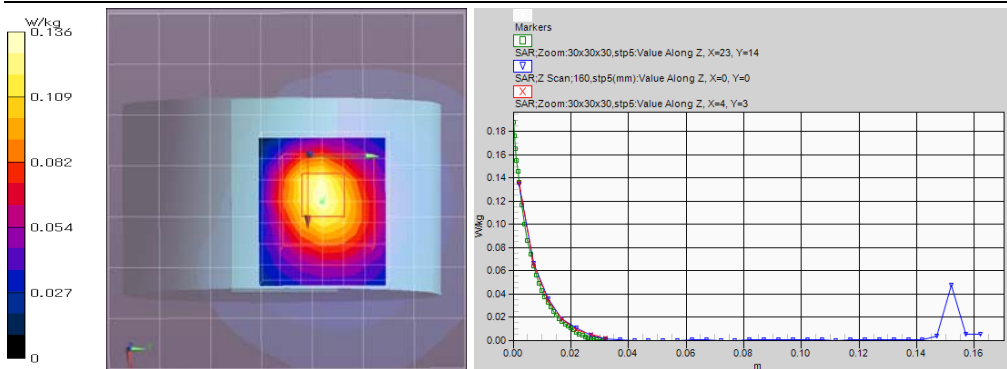 W/kg
0.136
0.109
0.082
0.054
0.027
0
Markers
SAR;Zoom:30x30x30,stp5:Value Along Z, X=23, Y=14
SAR;Z Scan;160,stp5(mm):Value Along Z, X=0, Y=0
SAR;Zoom:30x30x30,stp5:Value Along Z, X=4, Y=3
W/kg
0.18
0.16
0.14
0.12
0.10
0.08
0.06
0.04
0.02
0.00
0.00 0.02 0.04 0.06 0.08 0.10 0.12 0.14 0.16
m